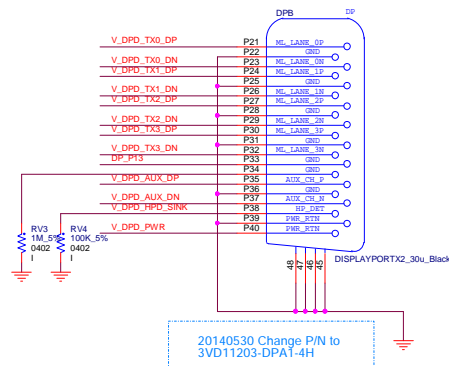 DPB DP
V_DPD_TX0_DP P21 ML_LANE_0P
P22 GND
V_DPD_TX0_DN P23 ML_LANE_0N
V_DPD_TX1_DP P24 ML_LANE_1P
P25 GND
V_DPD_TX1_DN P26 ML_LANE_1N
V_DPD_TX2_DP P27 ML_LANE_2P
P28 GND
V_DPD_TX2_DN P29 ML_LANE_2N
V_DPD_TX3_DP P30 ML_LANE_3P
P31 GND
V_DPD_TX3_DN P32 ML_LANE_3N
DP_P13 P33 GND
P34 GND
V_DPD_AUX_DP P35 AUX_CH_P
P36 GND
V_DPD_AUX_DN P37 AUX_CH_N
V_DPD_HPD_SINK P38 HP_DET
P39 PWR_RTN
V_DPD_PWR P40 PWR_RTN
RV3 RV4
1M_5% 100K_5%
0402 0402
I I
48 47 46 45
DISPLAYPORTX2_30u_Black
20140530 Change P/N to
3VD11203-DPA1-4H